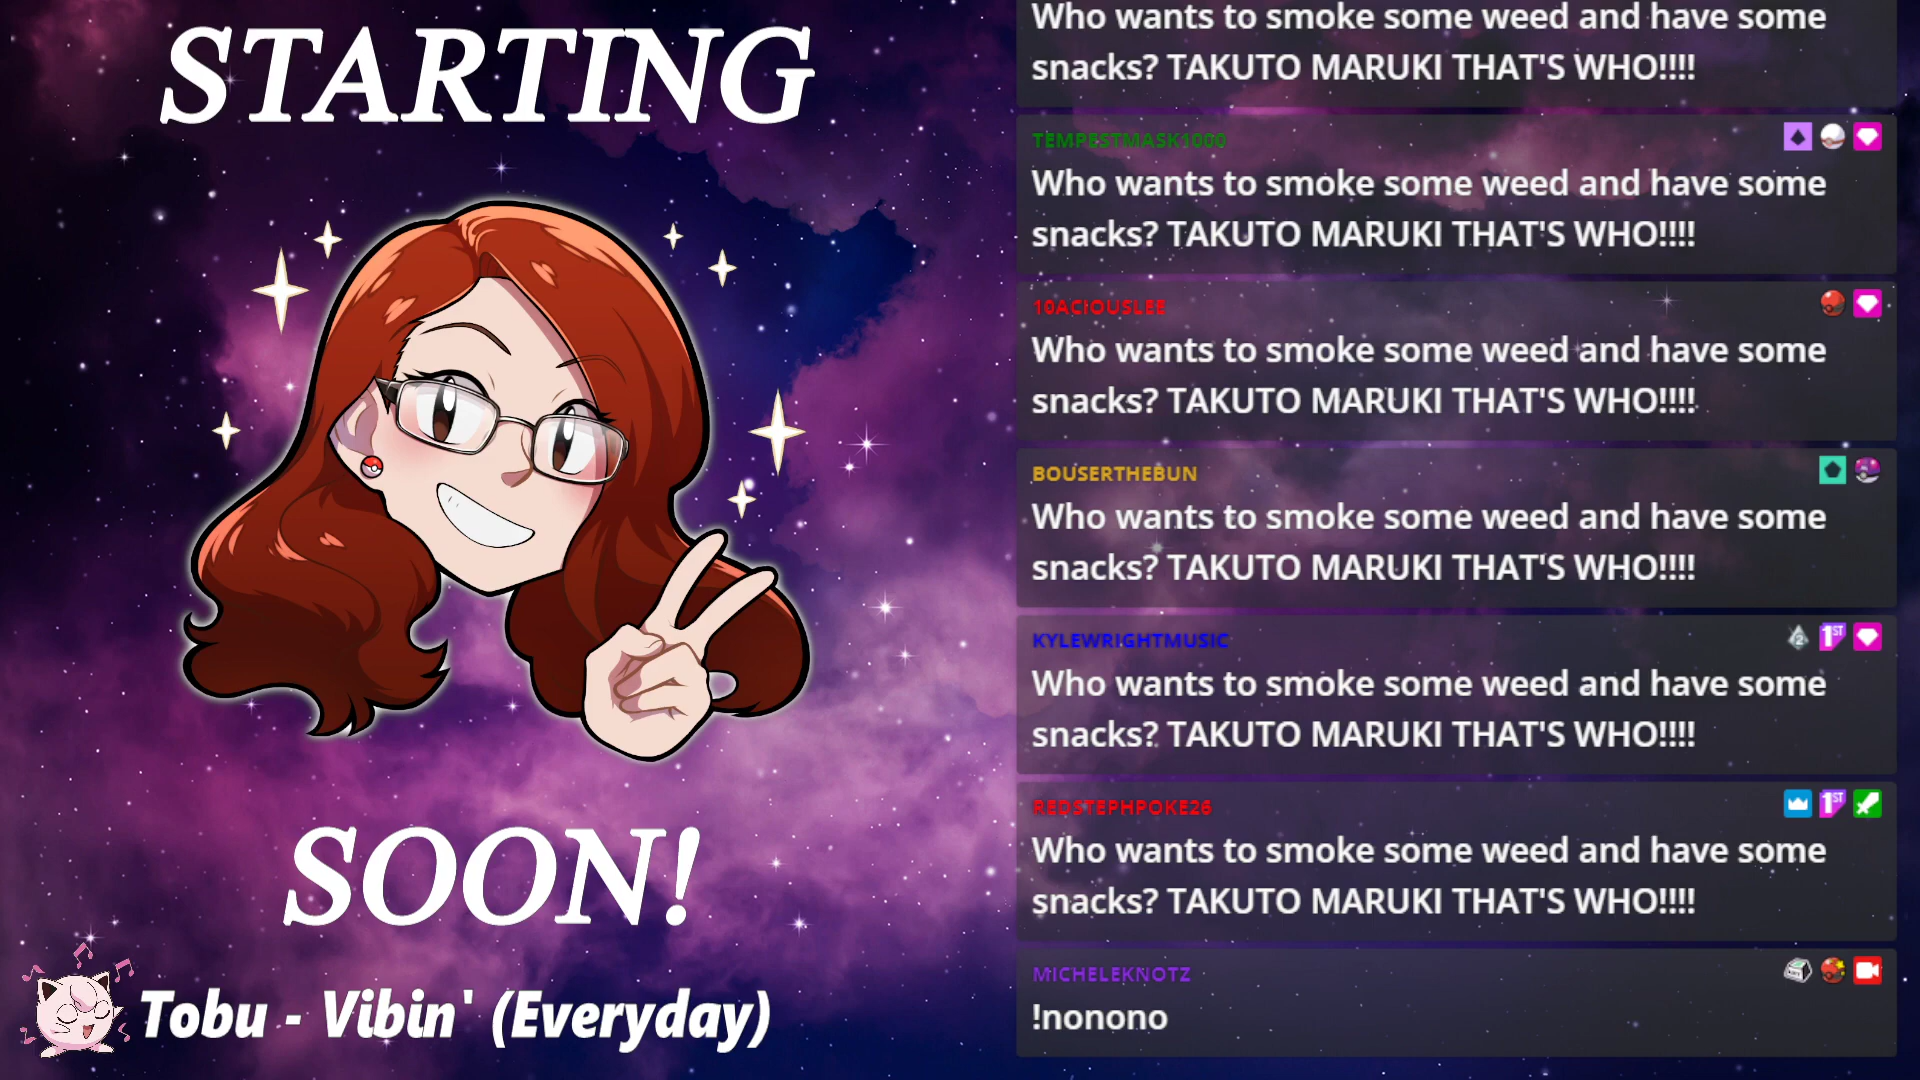 STARTING
SOON!
Tobu - Vibin' (Everyday)
Who wants to smoke some weed and have some
snacks? TAKUTO MARUKI THAT'S WHO!!!!
TEMPESTMASK1000
Who wants to smoke some weed and have some
snacks? TAKUTO MARUKI THAT'S WHO!!!!
10ACIOUSLEE
Who wants to smoke some weed and have some
snacks? TAKUTO MARUKI THAT'S WHO!!!!
BOUSERTHEBUN
Who wants to smoke some weed and have some
snacks? TAKUTO MARUKI THAT'S WHO!!!!
KYLEWRIGHTMUSIC
2 1ST
Who wants to smoke some weed and have some
snacks? TAKUTO MARUKI THAT'S WHO!!!!
REDSTEPHPOKE26
1ST
Who wants to smoke some weed and have some
snacks? TAKUTO MARUKI THAT'S WHO!!!!
MICHELEKNOTZ
!nonono